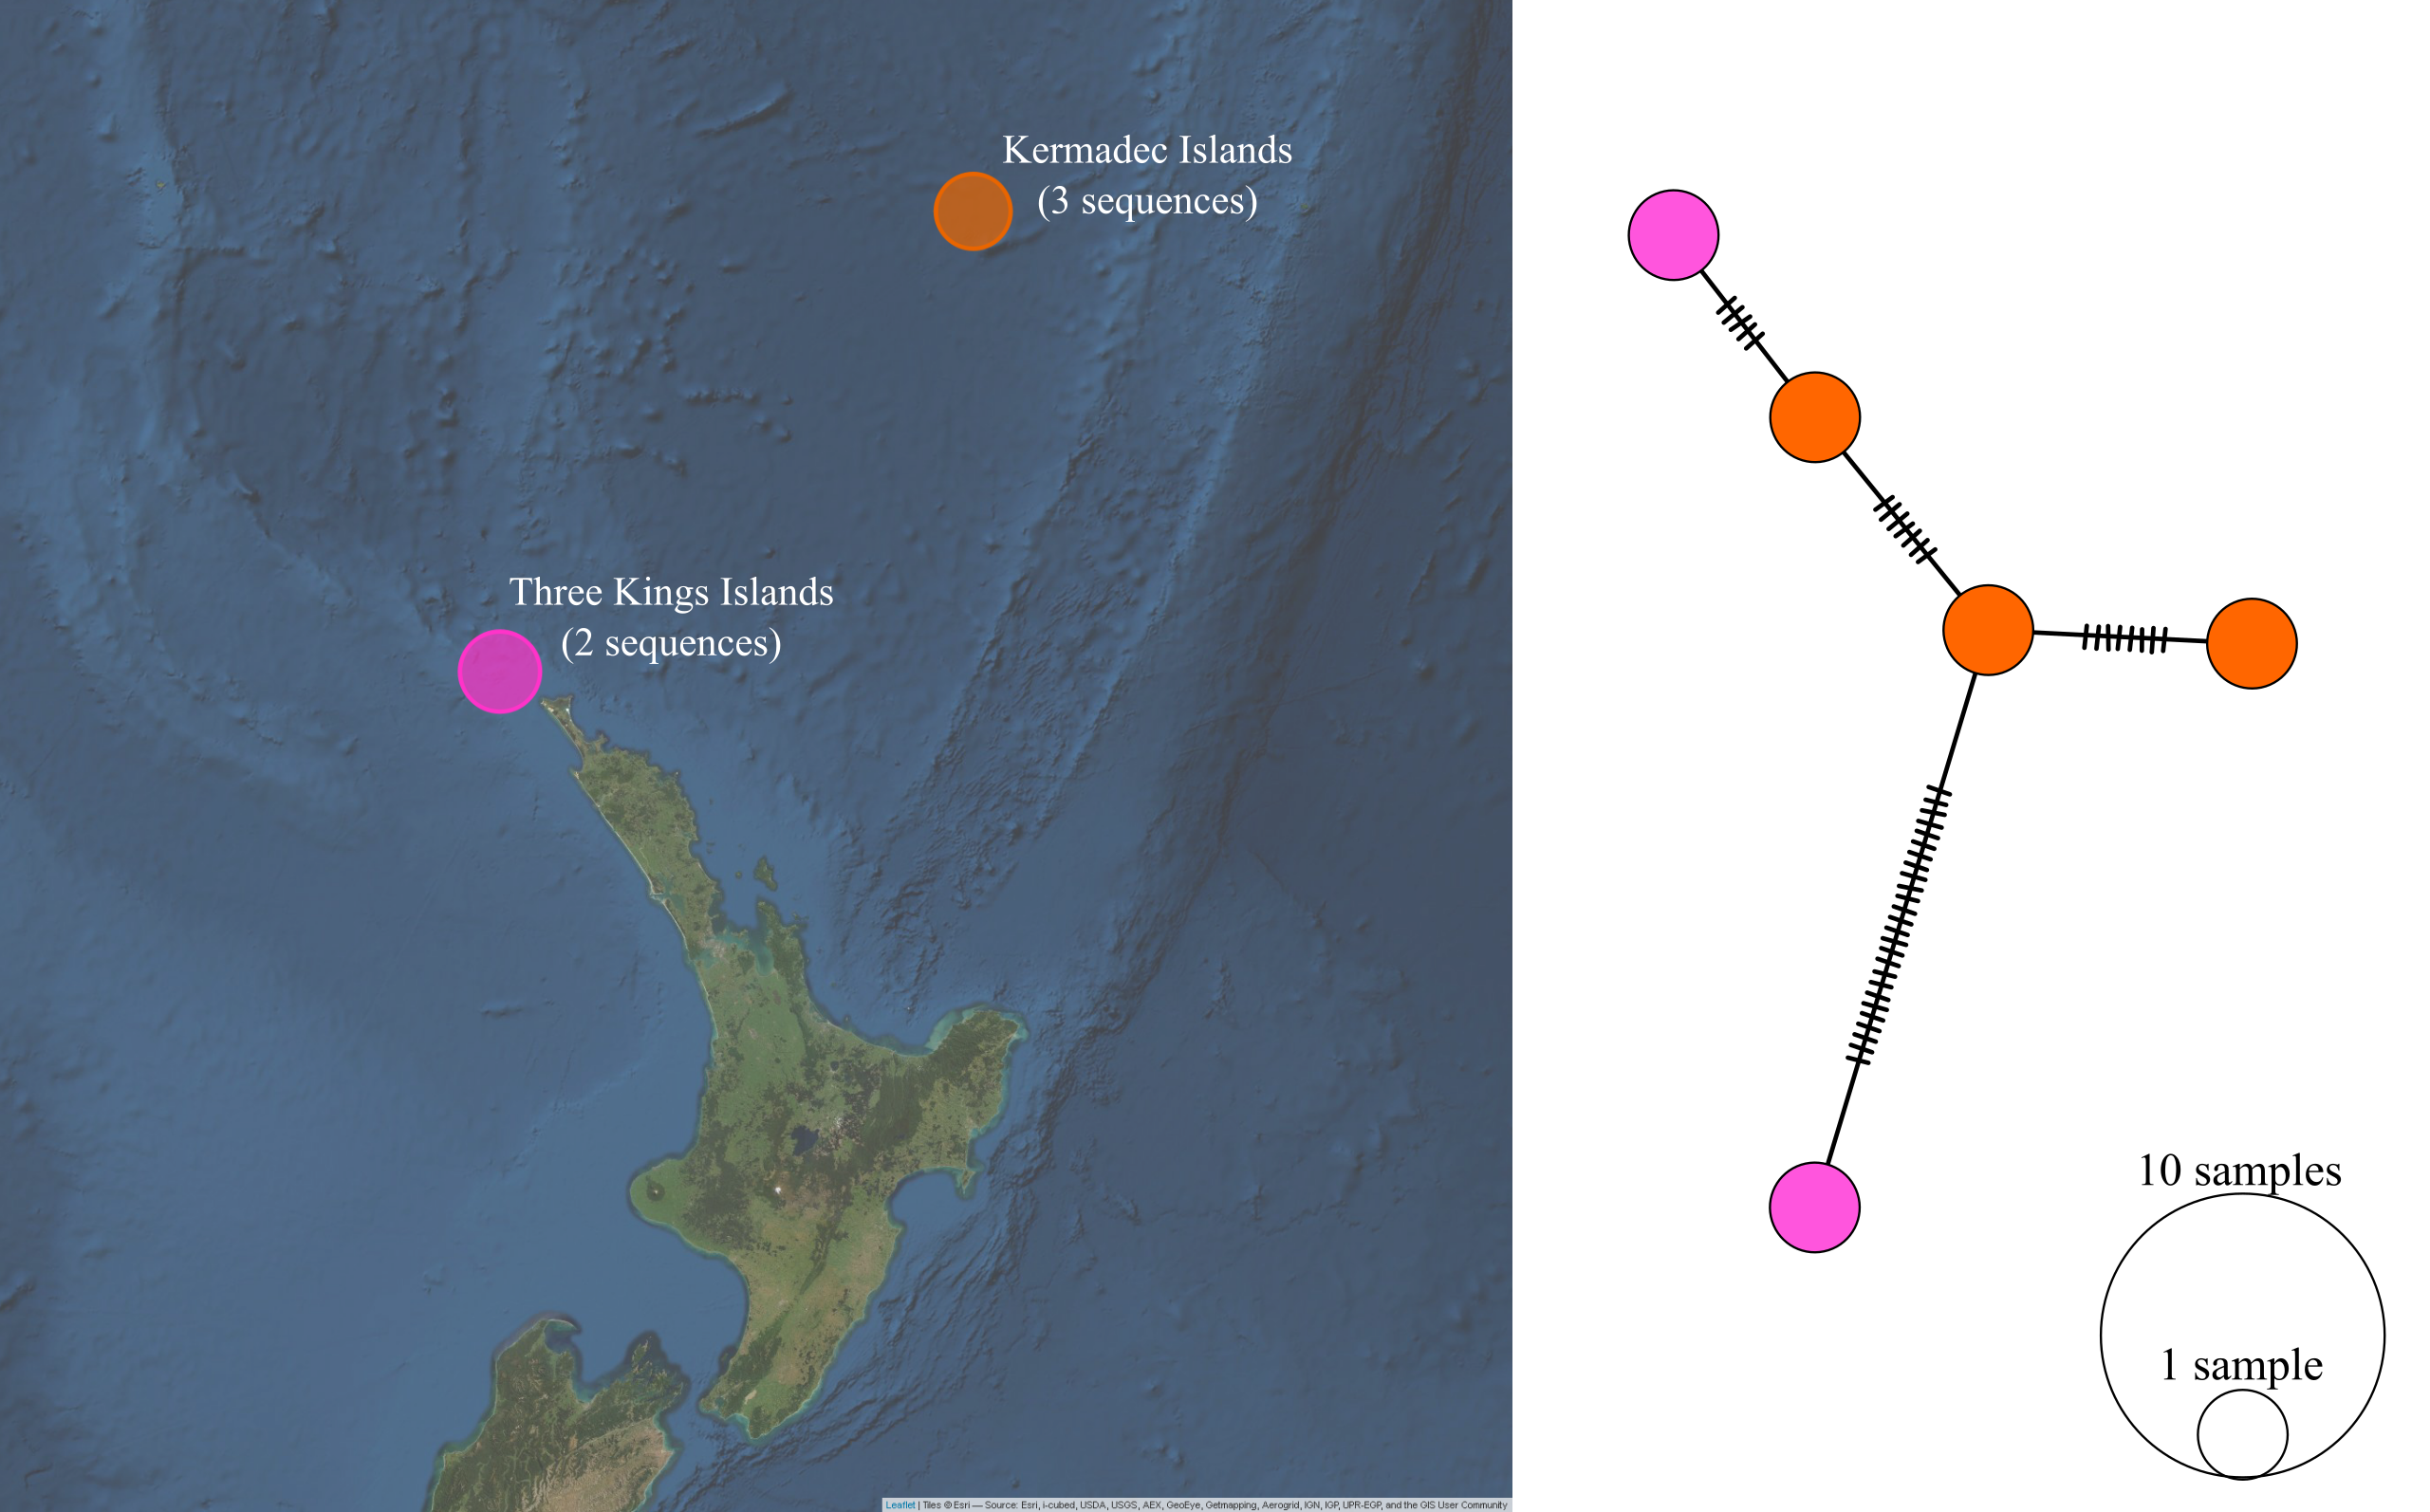 Kermadec Islands
(3 sequences)
Three Kings Islands
(2 sequences)
10 samples
1 sample
Leaflet | Tiles © Esri — Source: Esri, i-cubed, USDA, USGS, AEX, GeoEye, Getmapping, Aerogrid, IGN, IGP, UPR-EGP, and the GIS User Community